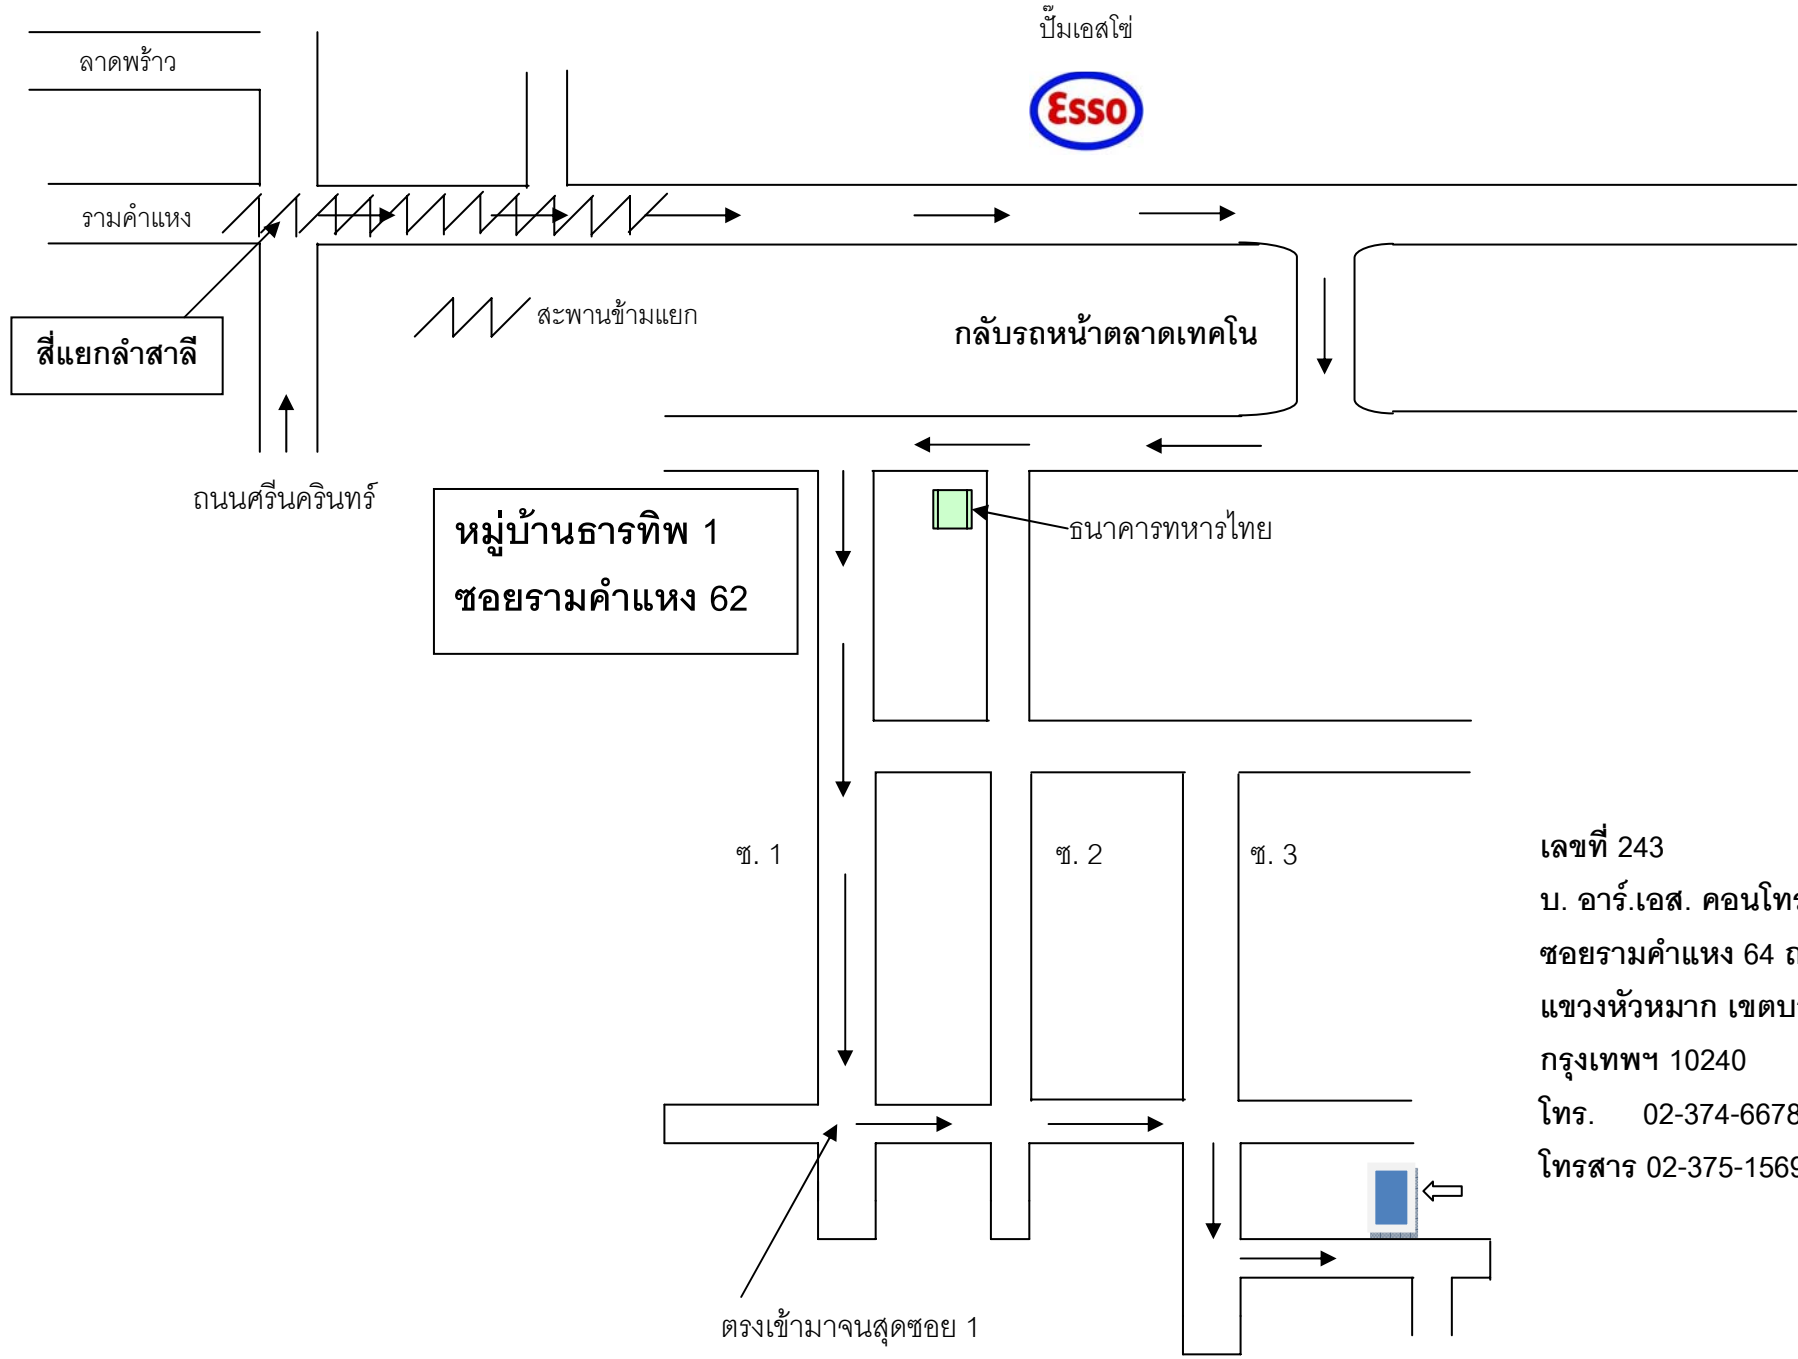 ปั๊มเอสโซ่
ลาดพร้าว
Esso
รามคำแหง
สะพานข้ามแยก
กลับรถหน้าตลาดเทคโน
สี่แยกลำสาลี
ถนนศรีนครินทร์
หมู่บ้านธารทิพ 1
ซอยรามคำแหง 62
ธนาคารทหารไทย
ซ. 1
ซ. 2
ซ. 3
เลขที่ 243
บ. อาร์.เอส. คอนโทร
ซอยรามคำแหง 64 ถ
แขวงหัวหมาก เขตบ
กรุงเทพฯ 10240
โทร. 02-374-6678
โทรสาร 02-375-1569
ตรงเข้ามาจนสุดซอย 1